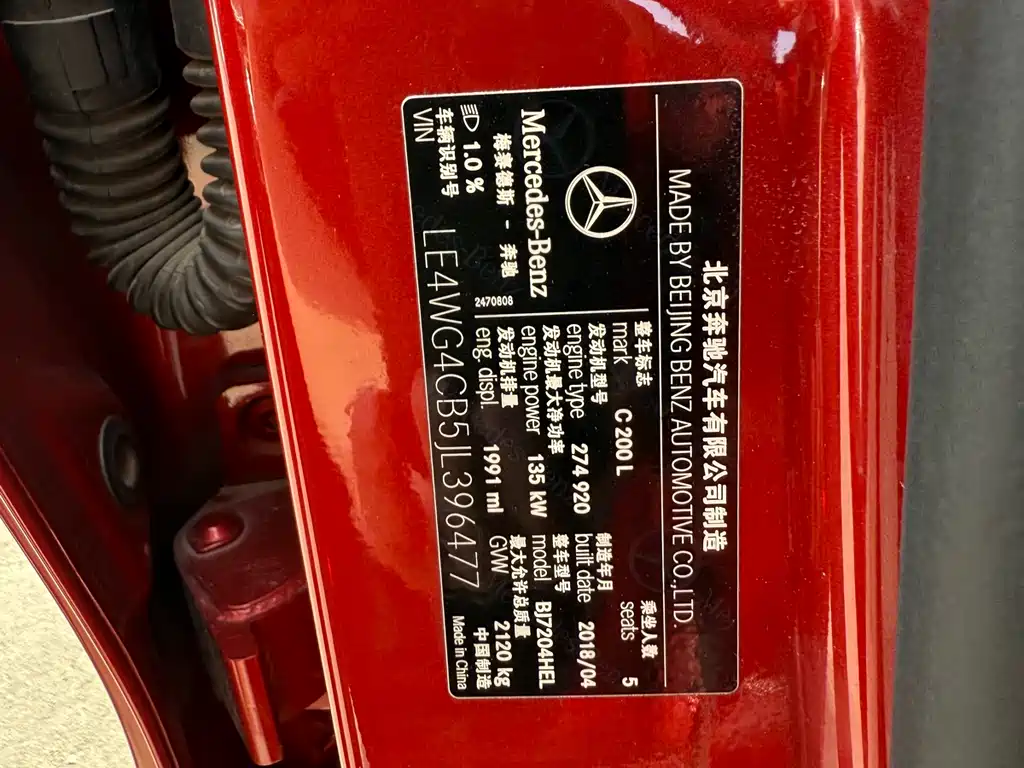 北京奔驰汽车有限公司制造
MADE BY BEIJING BENZ AUTOMOTIVE CO.,LTD.
Mercedes-Benz
梅赛德斯 - 奔驰
1.0 %
2470808
整车标志
mark C 200 L
乘坐人数
seats 5
发动机型号
engine type 274 920
制造年月
built date 2018/04
发动机最大净功率
engine power 135 kW
整车型号
model BJ7204HEL
发动机排量
eng. displ. 1991 ml
最大允许总质量
GVW 2120 kg
车辆识别号
VIN LE4WG4CB5JL396477
中国制造
Made in China